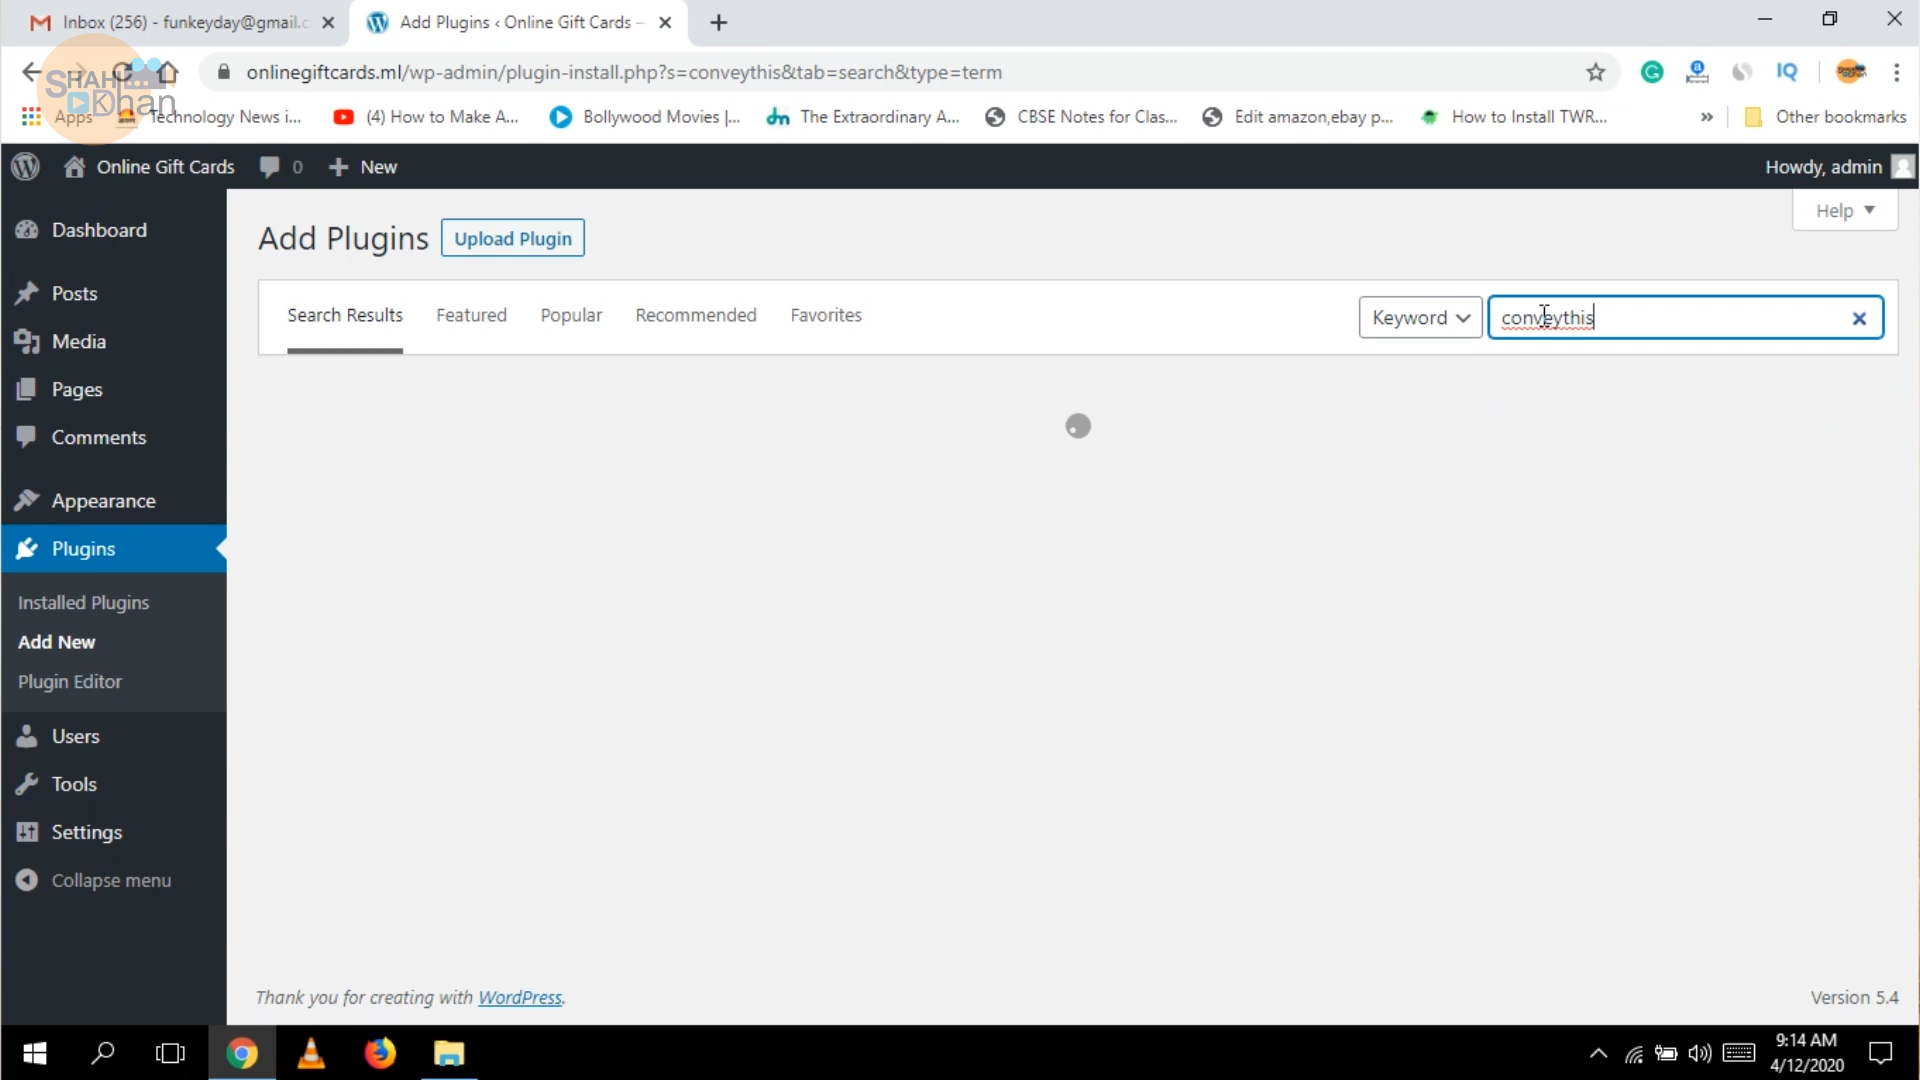 Inbox (256) - funkeyday@gmail.c
Add Plugins ‹ Online Gift Cards —
onlinegiftcards.ml/wp-admin/plugin-install.php?s=conveythis&tab=search&type=term
IQ
SHAH
Dhan
Apps
Technology News i...
(4) How to Make A...
Bollywood Movies |...
dn
The Extraordinary A...
CBSE Notes for Clas...
Edit amazon,ebay p...
How to Install TWR...
»
Other bookmarks
Online Gift Cards
0
New
Howdy, admin
Dashboard
Posts
Media
Pages
Comments
Appearance
Plugins
Installed Plugins
Add New
Plugin Editor
Users
Tools
Settings
Collapse menu
Help
Add Plugins
Upload Plugin
Search Results
Featured
Popular
Recommended
Favorites
Keyword
conveythis
Thank you for creating with WordPress.
Version 5.4
9:14 AM
4/12/2020